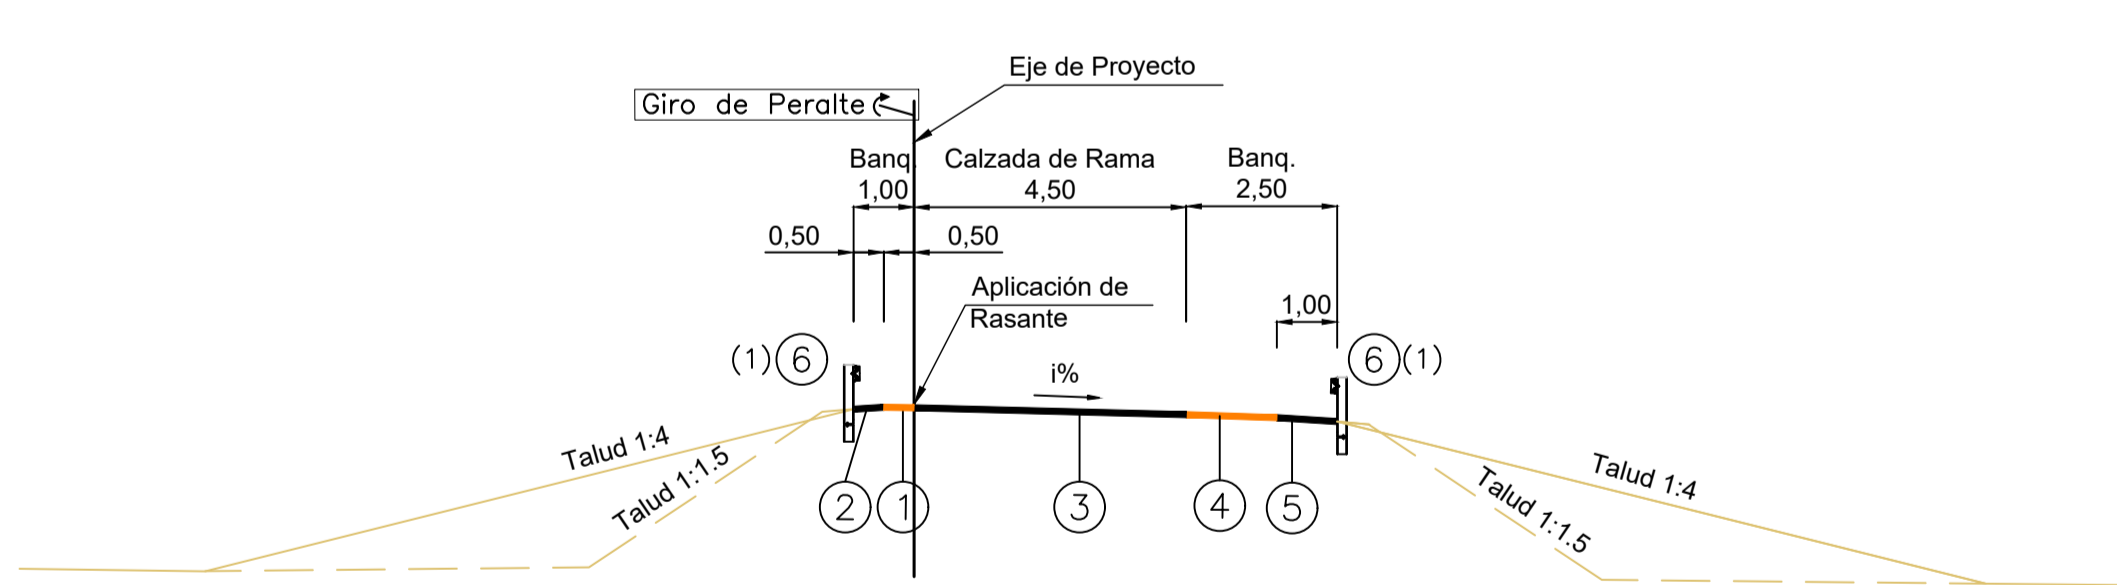 Eje de Proyecto
Giro de Peralte
Banq.
Calzada de Rama
Banq.
1,00
4,50
2,50
0,50
0,50
Aplicación de
Rasante
1,00
(1) 6
6 (1)
i%
Talud 1:4
Talud 1:1.5
Talud 1:4
Talud 1:1.5
2
1
3
4
5